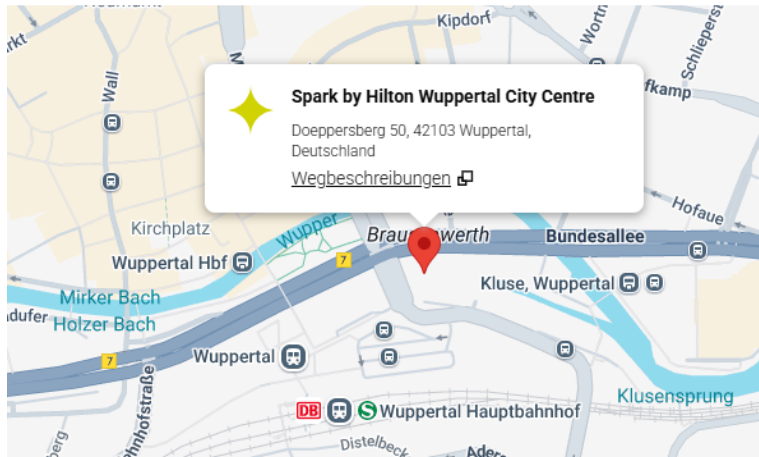 Kipdorf
Wall
Spark by Hilton Wuppertal City Centre
Doeppersberg 50, 42103 Wuppertal,
Deutschland
Wegbeschreibungen
Hofaue
Kirchplatz
Wupper
Bundesallee
Wuppertal Hbf
7
Kluse, Wuppertal
Mirker Bach
Holzer Bach
7
Wuppertal
Klusensprung
DB S Wuppertal Hauptbahnhof
Distelbeck